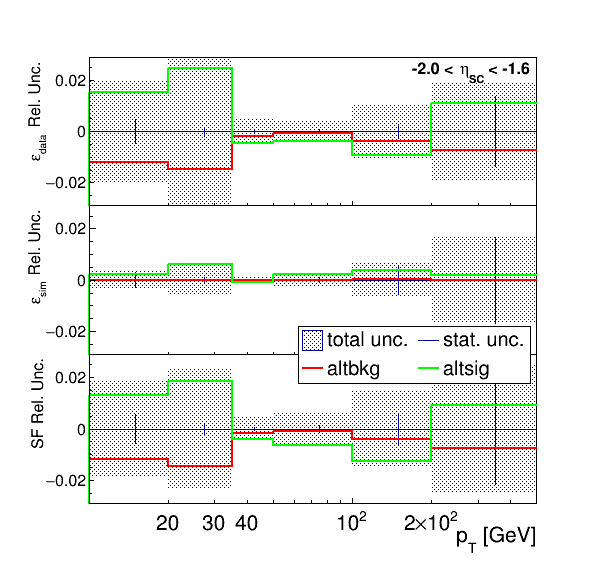 -2.0 < η_SC < -1.6
ε_data Rel. Unc.
0.02
0
−0.02
ε_sim Rel. Unc.
0.02
0
−0.02
total unc. stat. unc.
altbkg altsig
SF Rel. Unc.
0.02
0
−0.02
20 30 40 10² 2×10²
p_T [GeV]